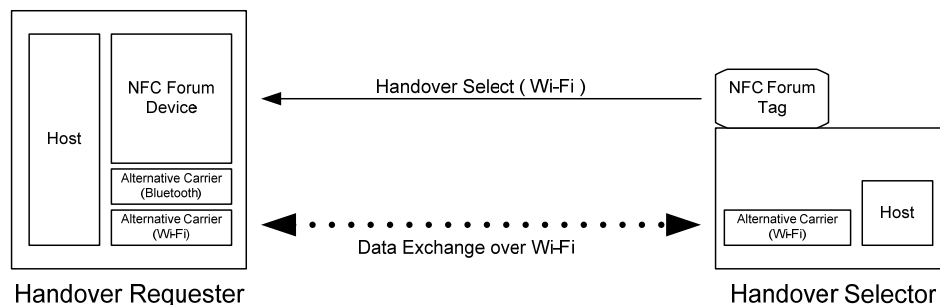 Host
NFC Forum
Device
Alternative Carrier
(Bluetooth)
Alternative Carrier
(Wi-Fi)
Handover Requester
Handover Select ( Wi-Fi )
Data Exchange over Wi-Fi
NFC Forum
Tag
Alternative Carrier
(Wi-Fi)
Host
Handover Selector